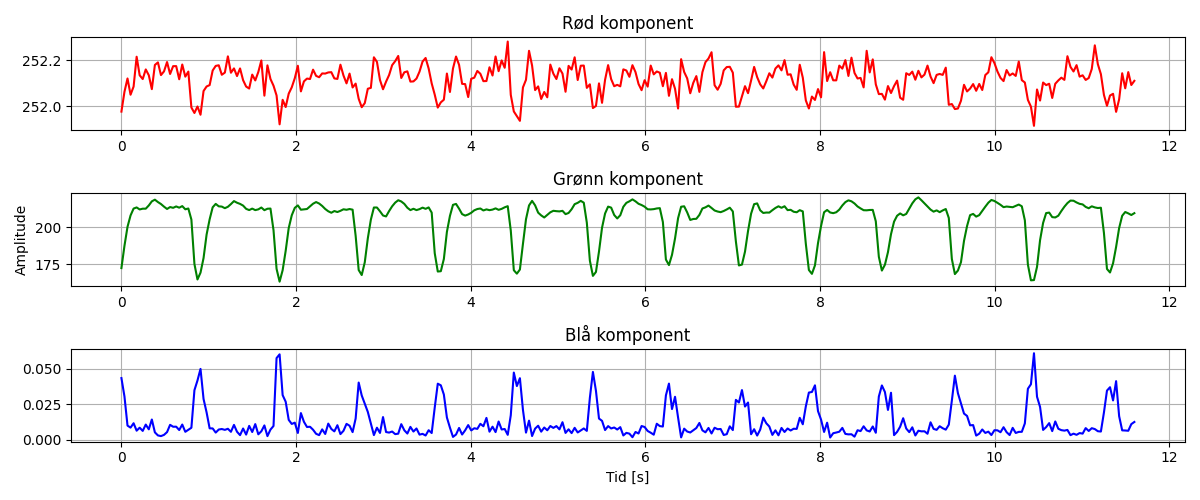 Rød komponent
252.2
252.0
0 2 4 6 8 10 12
Grønn komponent
Amplitude
200
175
0 2 4 6 8 10 12
Blå komponent
0.050
0.025
0.000
0 2 4 6 8 10 12
Tid [s]